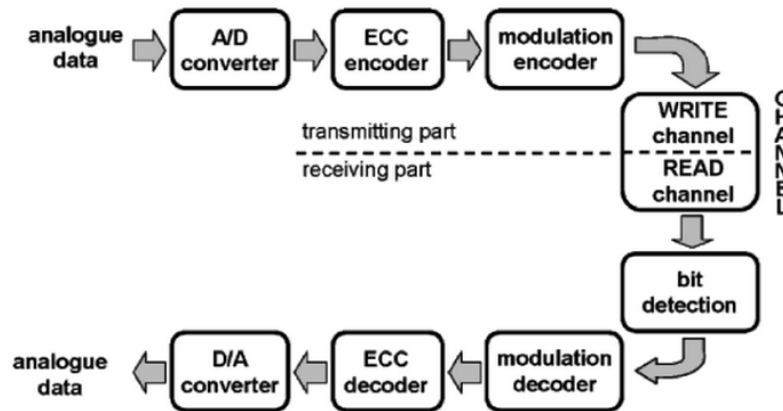 analogue
data
A/D
converter
ECC
encoder
modulation
encoder
WRITE
channel
READ
channel
CHANNEL
transmitting part
receiving part
bit
detection
modulation
decoder
ECC
decoder
D/A
converter
analogue
data